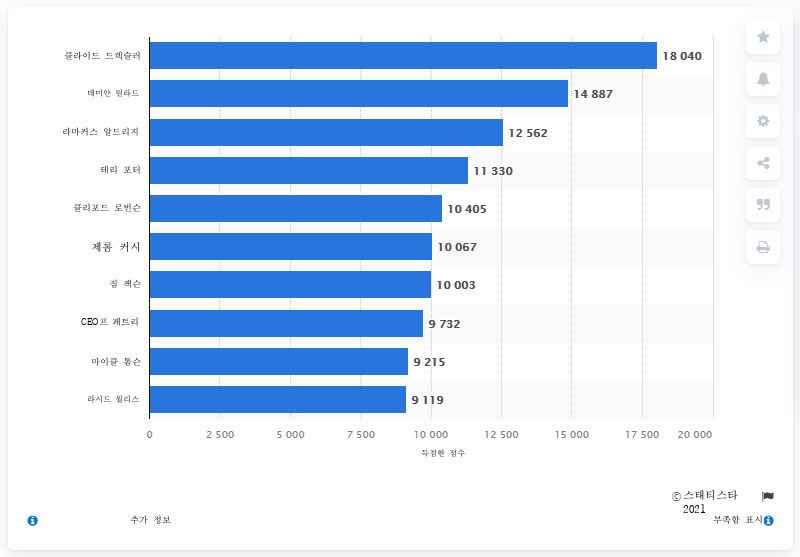 클라이드 드렉슬러
18 040
데미안 릴라드
14 887
라마커스 알드리지
12 562
테리 포터
11 330
클리포드 로빈슨
10 405
제롬 커시
10 067
짐 팩슨
10 003
CEO프 페트리
9 732
마이클 톰슨
9 215
라시드 월리스
9 119
0 2 500 5 000 7 500 10 000 12 500 15 000 17 500 20 000
득점한 점수
© 스태티스타
2021
추가 정보
부족함 표시